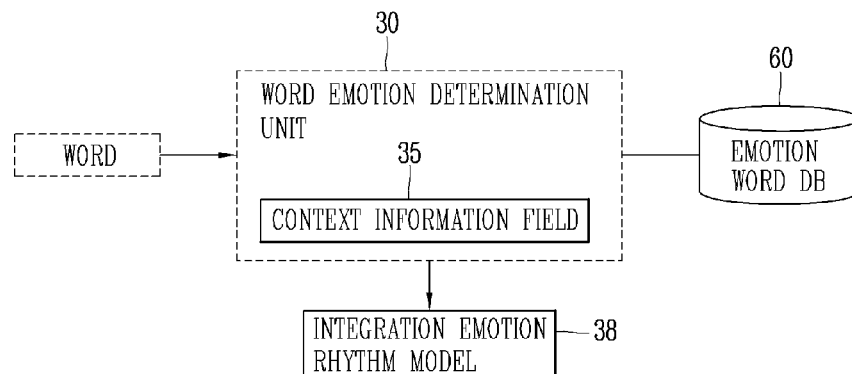 30
WORD EMOTION DETERMINATION
UNIT
60
WORD
EMOTION
WORD DB
35
CONTEXT INFORMATION FIELD
INTEGRATION EMOTION
RHYTHM MODEL
38